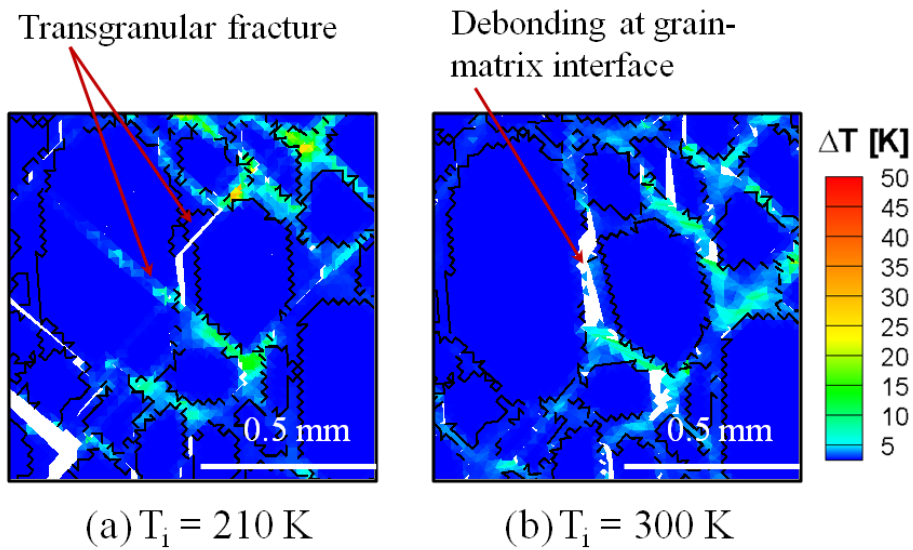 Transgranular fracture
Debonding at grain-
matrix interface
ΔT [K]
50
45
40
35
30
25
20
15
10
5
0.5 mm
0.5 mm
(a) Tᵢ = 210 K
(b) Tᵢ = 300 K